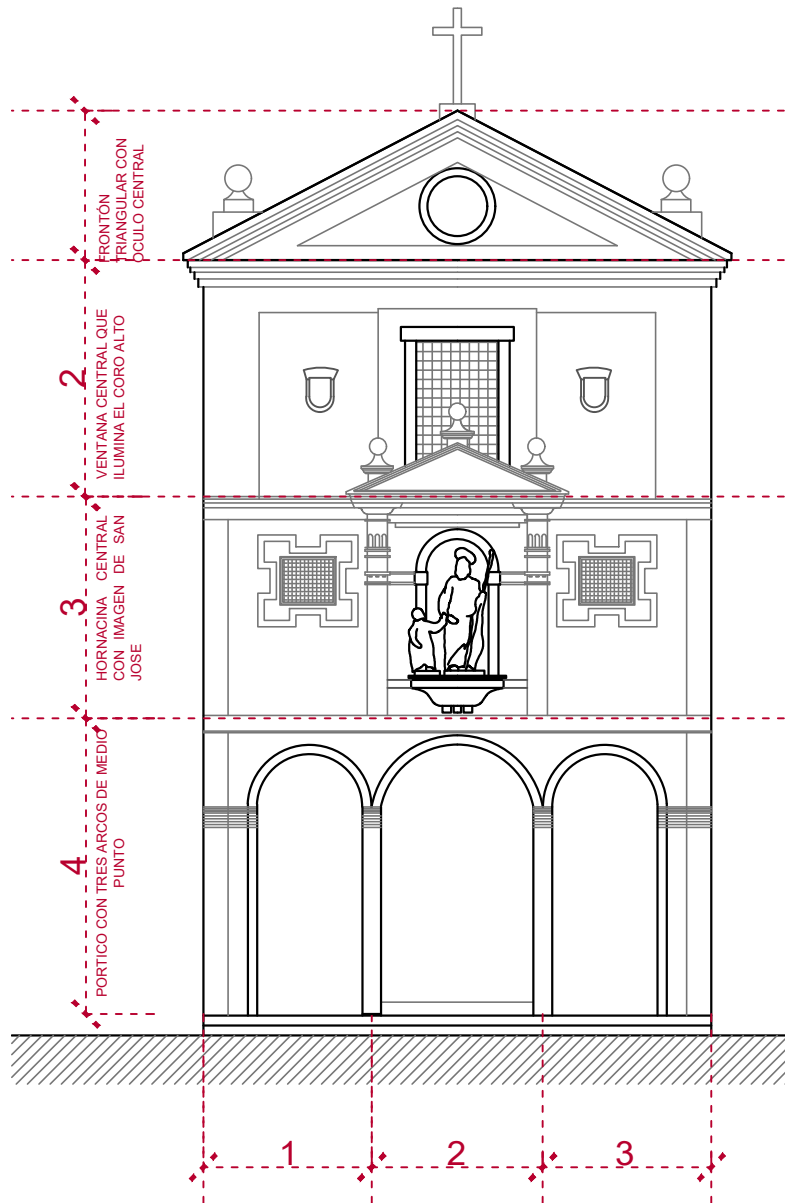 FRONTÓN
TRIANGULAR CON
OCULO CENTRAL
2
VENTANA CENTRAL QUE
ILUMINA EL CORO ALTO
3
HORNACINA CENTRAL
CON IMAGEN DE SAN
JOSE
4
PORTICO CON TRES ARCOS DE MEDIO
PUNTO
1
2
3